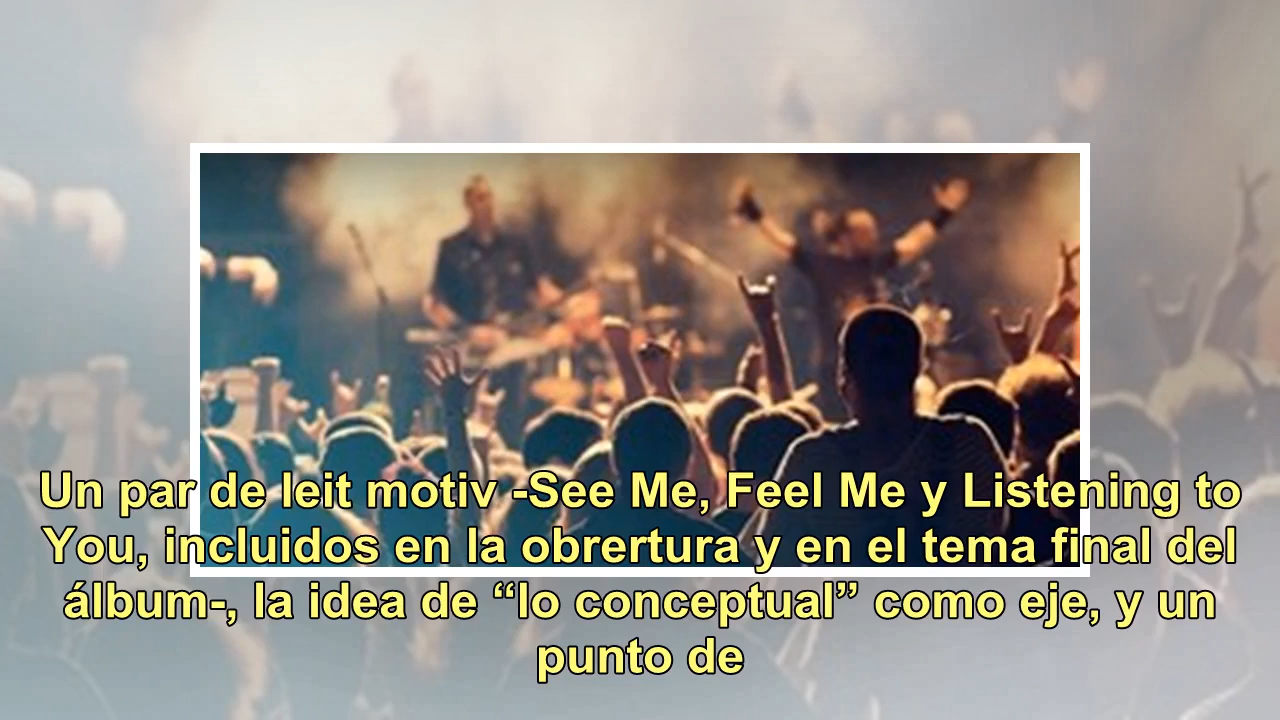 Un par de leit motiv -See Me, Feel Me y Listening to
You, incluidos en la obrertura y en el tema final del
álbum-, la idea de “lo conceptual” como eje, y un
punto de